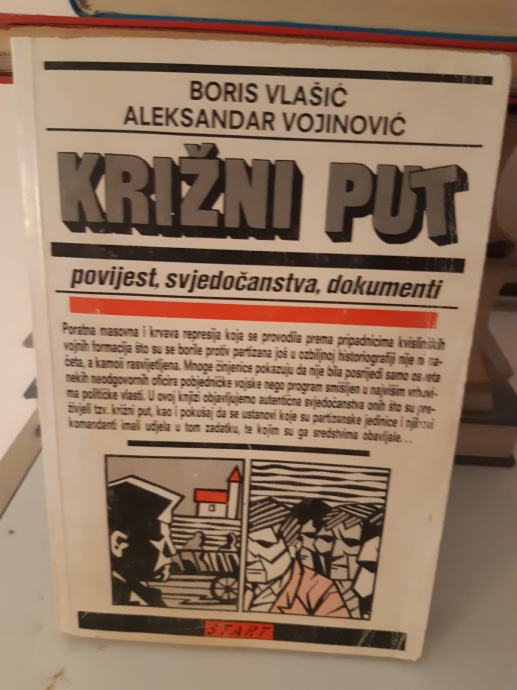 BORIS VLAŠIĆ
ALEKSANDAR VOJINOVIĆ
KRIŽNI PUT
povijest, svjedočanstva, dokumenti
Poratna masovna i krvava represija koja se provodila prema pripadnicima kvislinških
vojnih formacija što su se borile protiv partizana još u ozbiljnoj historiografiji nije ni na-
četa, a kamoli rasvijetljena. Mnoge činjenice pokazuju da nije bila posrijedi samo osveta
nekih neodgovornih oficira pobjedničke vojske nego program smišljen u najvišim vrhovi-
ma političke vlasti. U ovoj knjizi objavljujemo autentična svjedočanstva onih što su pre-
živjeli tzv. križni put, kao i pokušaj da se ustanovi koje su partizanske jedinice i njihovi
komandanti imali udjela u tom zadatku, te kojim su ga sredstvima obavljale...
START